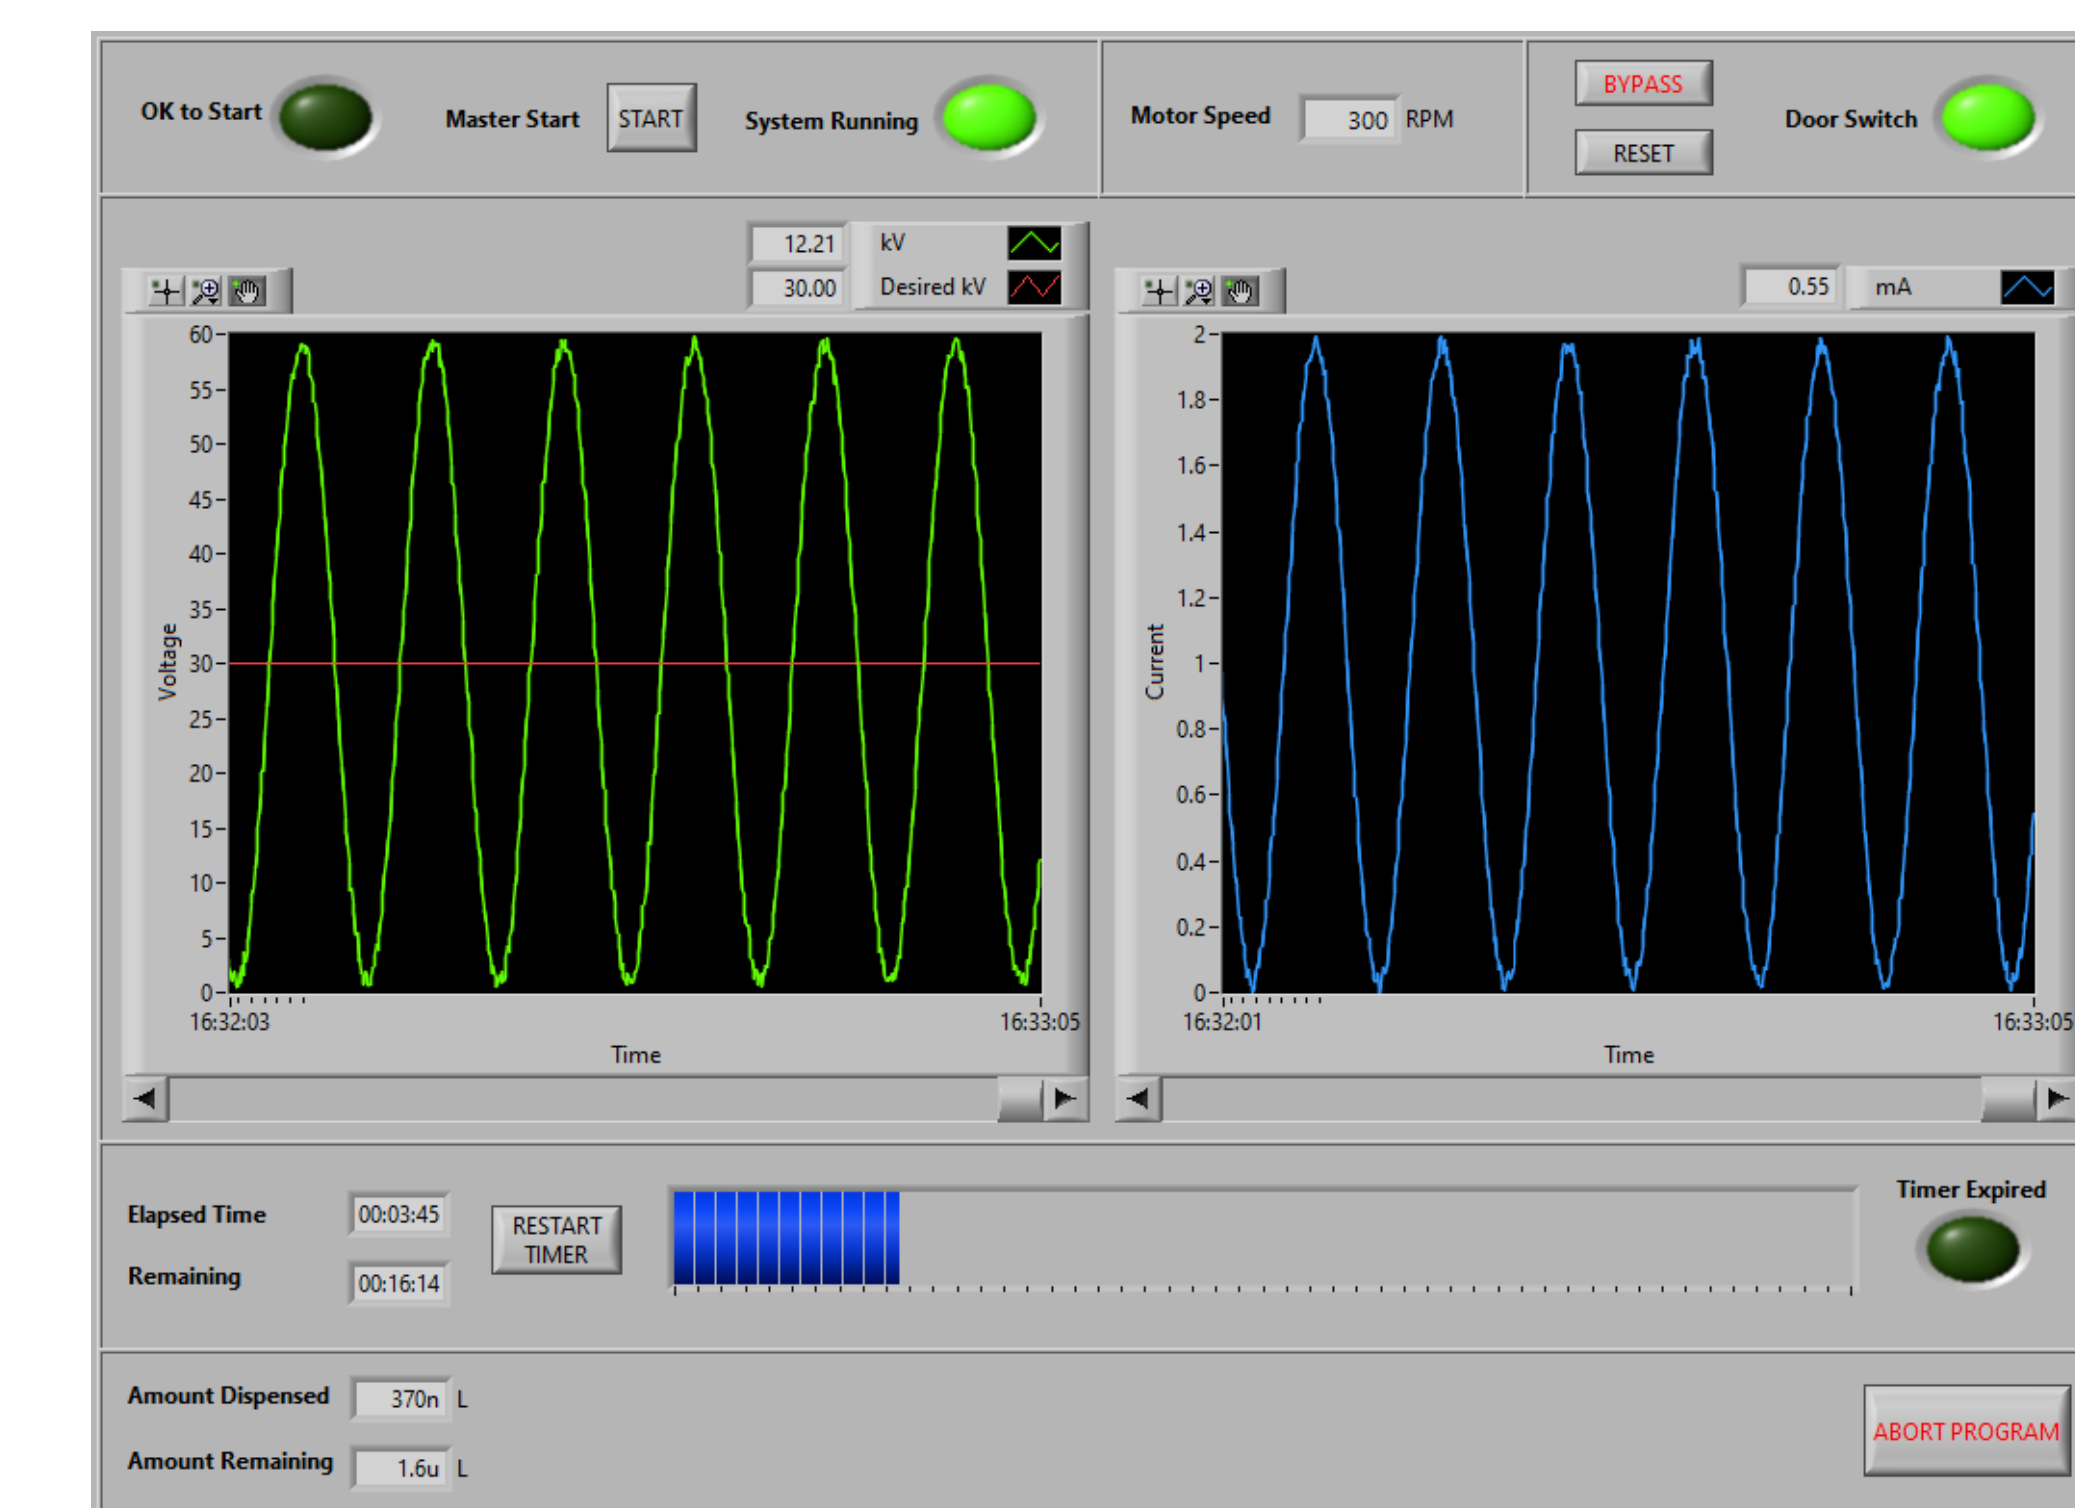 OK to Start
Master Start
START
System Running
Motor Speed
300 RPM
BYPASS
RESET
Door Switch
12.21 kV
30.00 Desired kV
0.55 mA
60
55
50
45
40
35
30
25
20
15
10
5
0
Voltage
16:32:03
16:33:05
Time
2
1.8
1.6
1.4
1.2
1
0.8
0.6
0.4
0.2
0
Current
16:32:01
16:33:05
Time
Elapsed Time 00:03:45
Remaining 00:16:14
RESTART
TIMER
Timer Expired
Amount Dispensed 370n L
Amount Remaining 1.6u L
ABORT PROGRAM